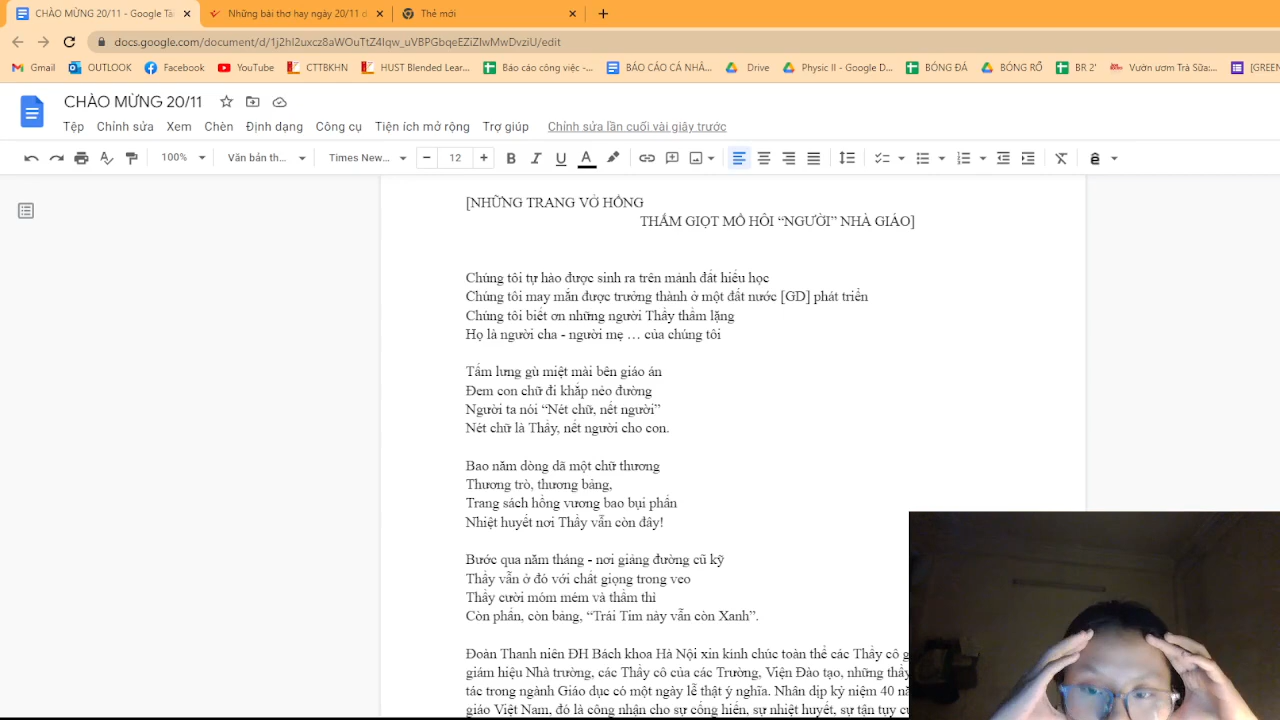 CHÀO MỪNG 20/11 - Google Tà
Những bài thơ hay ngày 20/11 d
Thẻ mới
docs.google.com/document/d/1j2hI2uxcz8aWOuTtZ4Iqw_uVBPGbqeEZiZIwMwDvziU/edit
Gmail OUTLOOK Facebook YouTube CTTBKHN HUST Blended Lear... Báo cáo công việc -... BÁO CÁO CÁ NHÂ... Drive Physic II - Google D... BÓNG ĐÁ BÓNG RỔ BR 2' Vườn ươm Trà Sữa:... [GREEN
CHÀO MỪNG 20/11
Tệp Chỉnh sửa Xem Chèn Định dạng Công cụ Tiện ích mở rộng Trợ giúp Chỉnh sửa lần cuối vài giây trước
100% Văn bản th... Times New... 12 B I U A
[NHỮNG TRANG VỞ HỒNG
THẤM GIỌT MỒ HÔI “NGƯỜI” NHÀ GIÁO]
Chúng tôi tự hào được sinh ra trên mảnh đất hiếu học
Chúng tôi may mắn được trưởng thành ở một đất nước [GD] phát triển
Chúng tôi biết ơn những người Thầy thầm lặng
Họ là người cha - người mẹ … của chúng tôi
Tấm lưng gù miệt mài bên giáo án
Đem con chữ đi khắp nẻo đường
Người ta nói “Nét chữ, nết người”
Nét chữ là Thầy, nết người cho con.
Bao năm dòng dã một chữ thương
Thương trò, thương bảng,
Trang sách hồng vương bao bụi phấn
Nhiệt huyết nơi Thầy vẫn còn đây!
Bước qua năm tháng - nơi giảng đường cũ kỹ
Thầy vẫn ở đó với chất giọng trong veo
Thầy cười móm mém và thầm thì
Còn phấn, còn bảng, “Trái Tim này vẫn còn Xanh”.
Đoàn Thanh niên ĐH Bách khoa Hà Nội xin kính chúc toàn thể các Thầy cô g
giám hiệu Nhà trường, các Thầy cô của các Trường, Viện Đào tạo, những thầy
tác trong ngành Giáo dục có một ngày lễ thật ý nghĩa. Nhân dịp kỷ niệm 40 nă
giáo Việt Nam, đó là công nhận cho sự cống hiến, sự nhiệt huyết, sự tận tụy củ